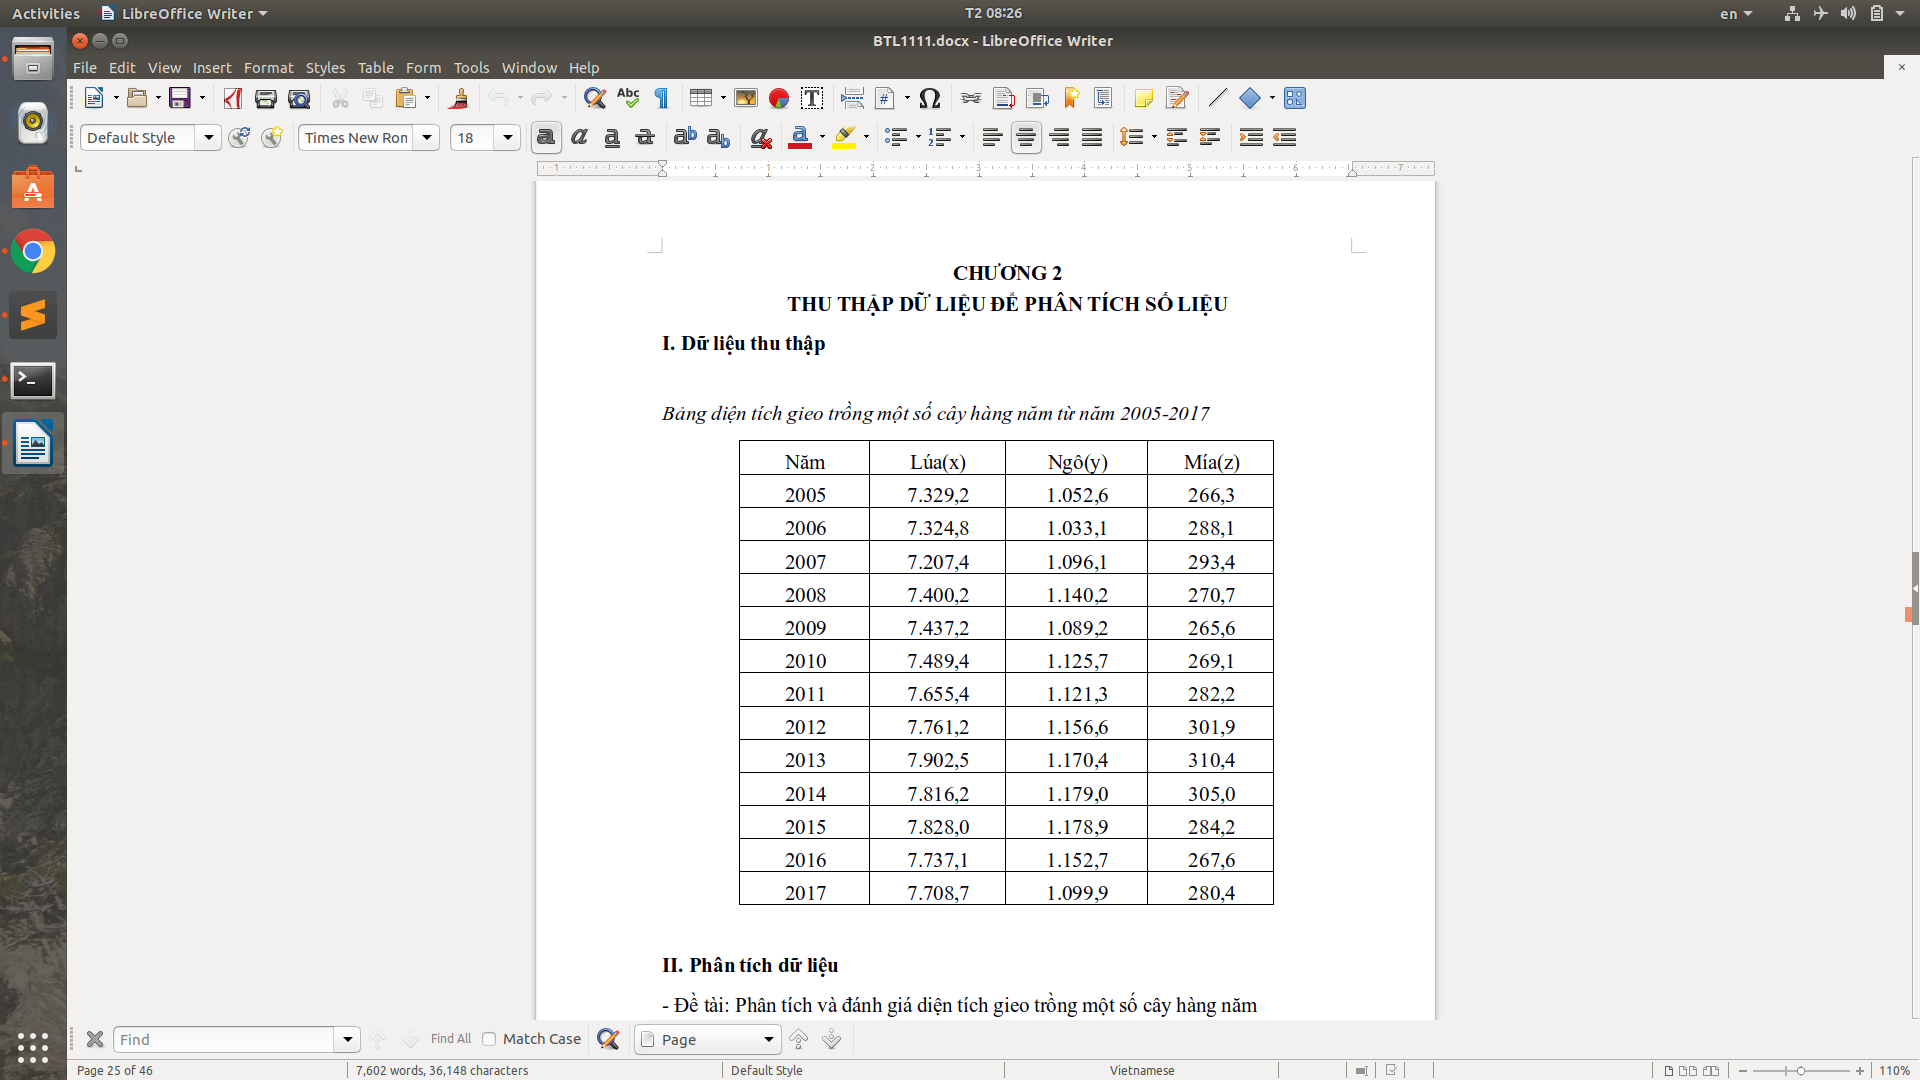 Activities LibreOffice Writer T2 08:26 en
BTL1111.docx - LibreOffice Writer
File Edit View Insert Format Styles Table Form Tools Window Help
Default Style Times New Ron 18
CHƯƠNG 2
THU THẬP DỮ LIỆU ĐỂ PHÂN TÍCH SỐ LIỆU
I. Dữ liệu thu thập
Bảng diện tích gieo trồng một số cây hàng năm từ năm 2005-2017
Năm Lúa(x) Ngô(y) Mía(z)
2005 7.329,2 1.052,6 266,3
2006 7.324,8 1.033,1 288,1
2007 7.207,4 1.096,1 293,4
2008 7.400,2 1.140,2 270,7
2009 7.437,2 1.089,2 265,6
2010 7.489,4 1.125,7 269,1
2011 7.655,4 1.121,3 282,2
2012 7.761,2 1.156,6 301,9
2013 7.902,5 1.170,4 310,4
2014 7.816,2 1.179,0 305,0
2015 7.828,0 1.178,9 284,2
2016 7.737,1 1.152,7 267,6
2017 7.708,7 1.099,9 280,4
II. Phân tích dữ liệu
- Đề tài: Phân tích và đánh giá diện tích gieo trồng một số cây hàng năm
Find Find All Match Case Page
Page 25 of 46 7,602 words, 36,148 characters Default Style Vietnamese 110%